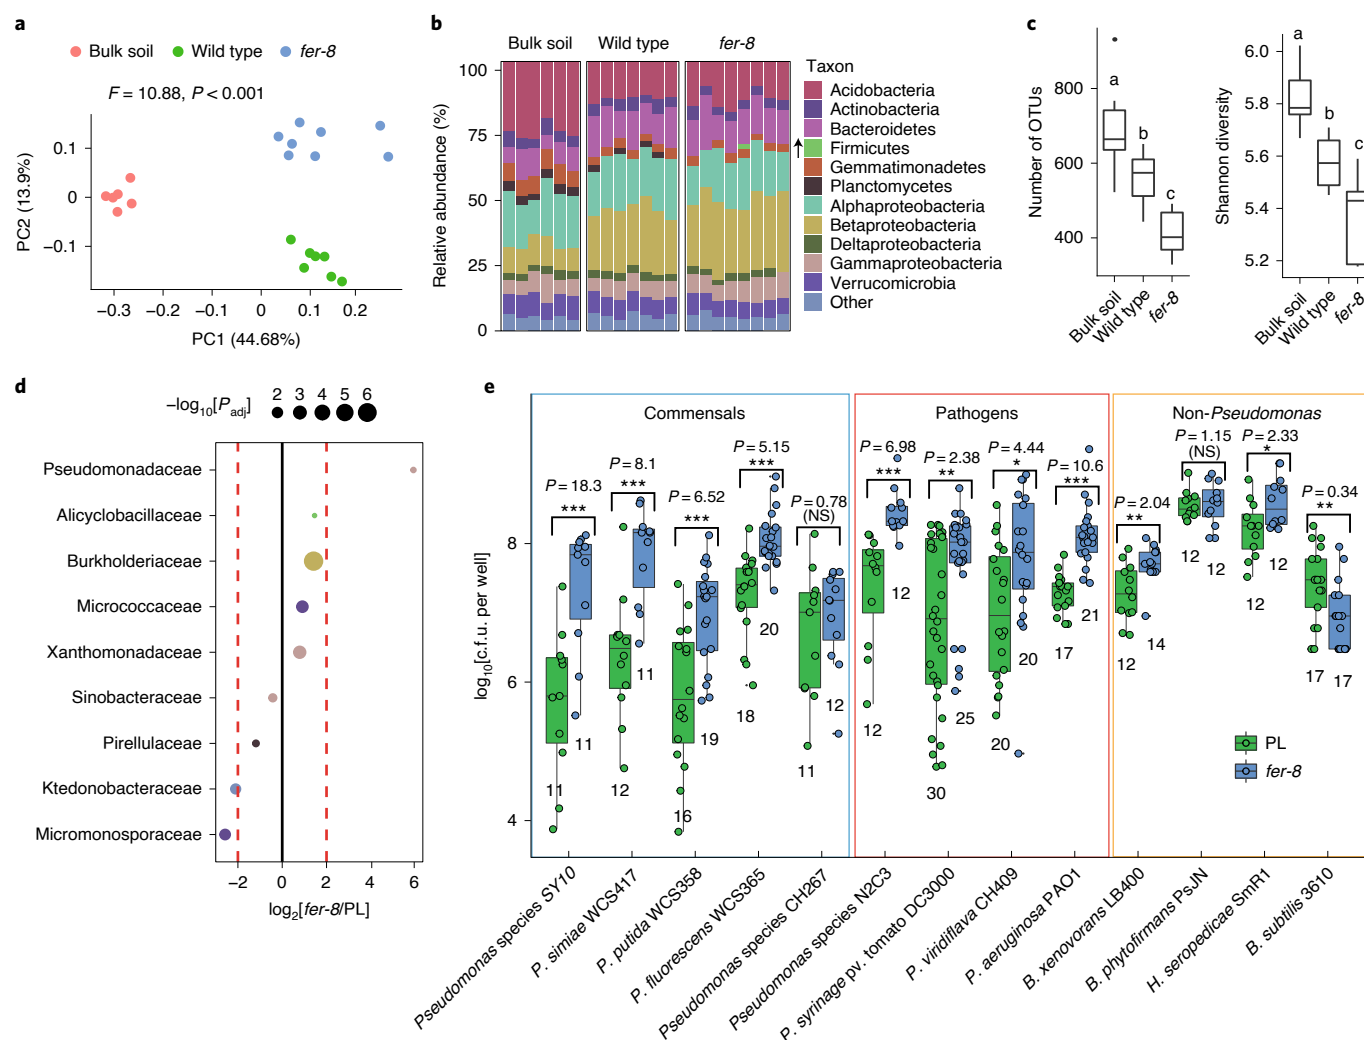 a
Bulk soil
Wild type
fer-8
F = 10.88, P < 0.001
PC2 (13.9%)
0.1
0
−0.1
−0.3
−0.2
−0.1
0
0.1
0.2
PC1 (44.68%)
b
Bulk soil
Wild type
fer-8
Relative abundance (%)
100
75
50
25
0
Taxon
Acidobacteria
Actinobacteria
Bacteroidetes
Firmicutes
Gemmatimonadetes
Planctomycetes
Alphaproteobacteria
Betaproteobacteria
Deltaproteobacteria
Gammaproteobacteria
Verrucomicrobia
Other
c
Number of OTUs
800
600
400
a
b
c
Bulk soil
Wild type
fer-8
Shannon diversity
6.0
5.8
5.6
5.4
5.2
a
b
c
Bulk soil
Wild type
fer-8
d
−log10[Padj]
2
3
4
5
6
Pseudomonadaceae
Alicyclobacillaceae
Burkholderiaceae
Micrococcaceae
Xanthomonadaceae
Sinobacteraceae
Pirellulaceae
Ktedonobacteraceae
Micromonosporaceae
−2
0
2
4
6
log2[fer-8/PL]
e
Commensals
Pathogens
Non-Pseudomonas
log10[c.f.u. per well]
8
6
4
P = 18.3
***
P = 8.1
***
P = 6.52
***
P = 5.15
***
P = 0.78
(NS)
P = 6.98
***
P = 2.38
**
P = 4.44
*
P = 10.6
***
P = 2.04
**
P = 1.15
(NS)
P = 2.33
*
P = 0.34
**
11
11
12
11
16
19
18
20
11
12
12
12
30
25
20
20
17
21
12
14
12
12
12
12
17
17
PL
fer-8
Pseudomonas species SY10
P. simiae WCS417
P. putida WCS358
P. fluorescens WCS365
Pseudomonas species CH267
Pseudomonas species N2C3
P. syrinage pv. tomato DC3000
P. viridiflava CH409
P. aeruginosa PAO1
B. xenovorans LB400
B. phytofirmans PsJN
H. seropedicae SmR1
B. subtilis 3610